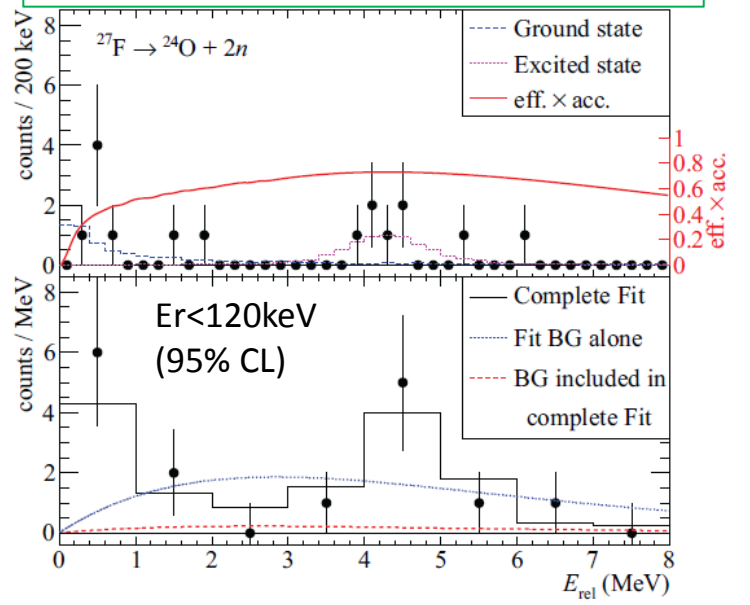 ²⁷F → ²⁴O + 2n
Ground state
Excited state
eff. × acc.
counts / 200 keV
8
6
4
2
0
1
0.8
0.6
0.4
0.2
0
eff. × acc.
Er<120keV
(95% CL)
Complete Fit
Fit BG alone
BG included in
complete Fit
counts / MeV
8
6
4
2
0
0 1 2 3 4 5 6 7 8
E_rel (MeV)